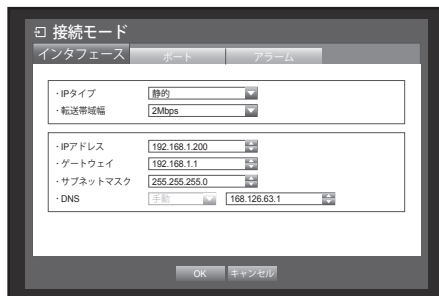 接続モード
インタフェース ポート アラーム
・IPタイプ 静的
・転送帯域幅 2Mbps
・IPアドレス 192.168.1.200
・ゲートウェイ 192.168.1.1
・サブネットマスク 255.255.255.0
・DNS 手動 168.126.63.1
OK キャンセル